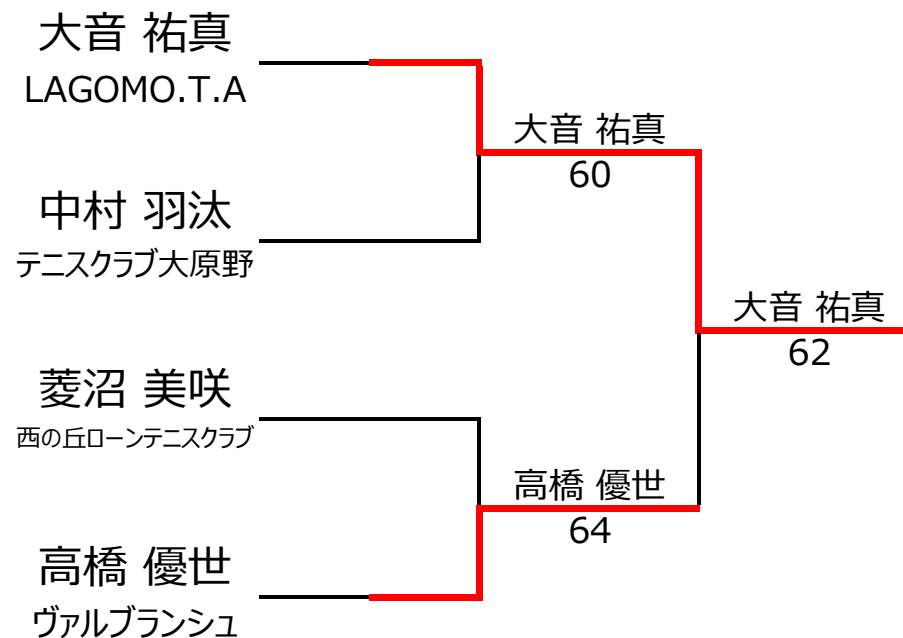 大音 祐真
LAGOMO.T.A
中村 羽汰
テニスクラブ大原野
菱沼 美咲
西の丘ローンテニスクラブ
高橋 優世
ヴァルブランシュ
大音 祐真
60
高橋 優世
64
大音 祐真
62